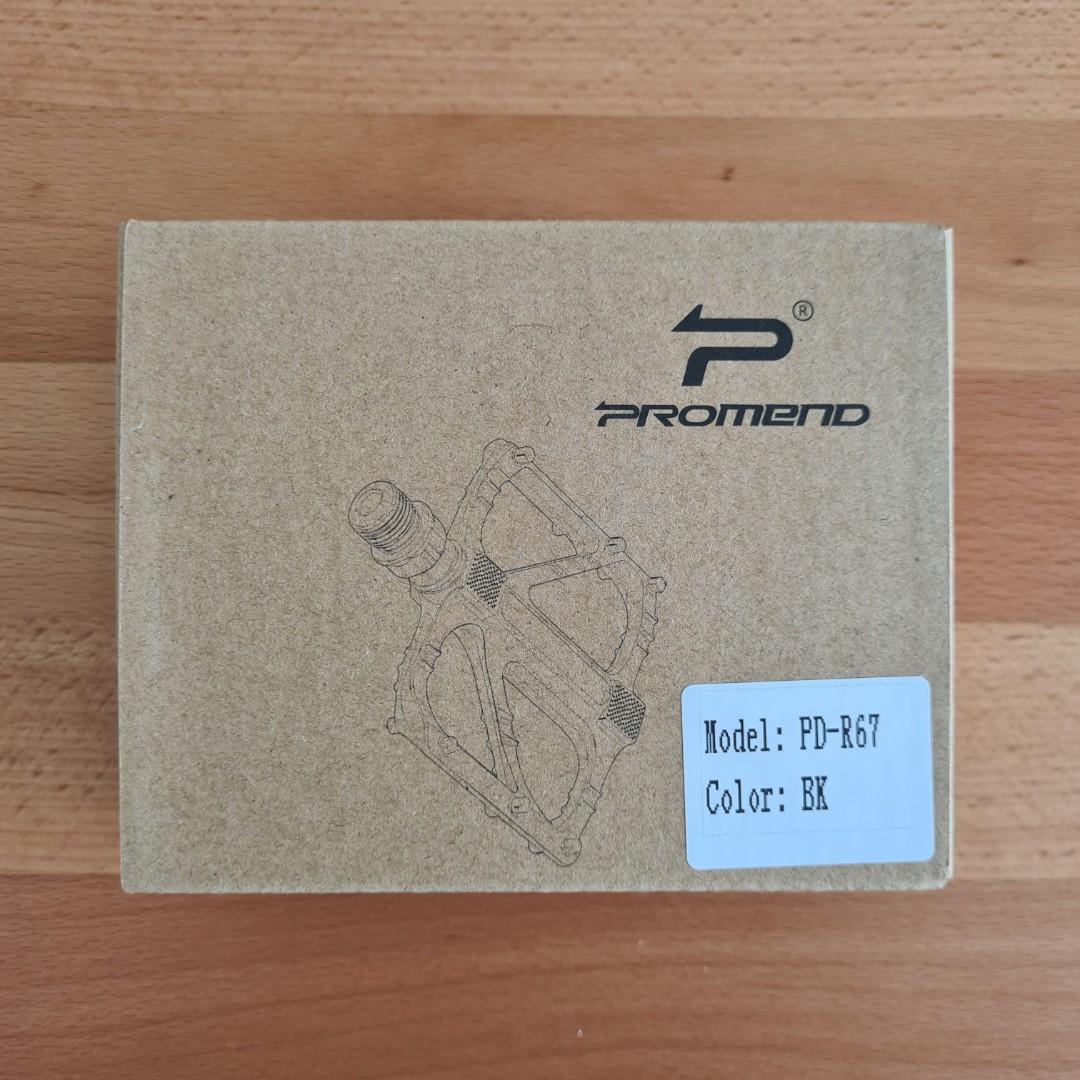 ®
PROMEND
Model: PD-R67
Color: BK